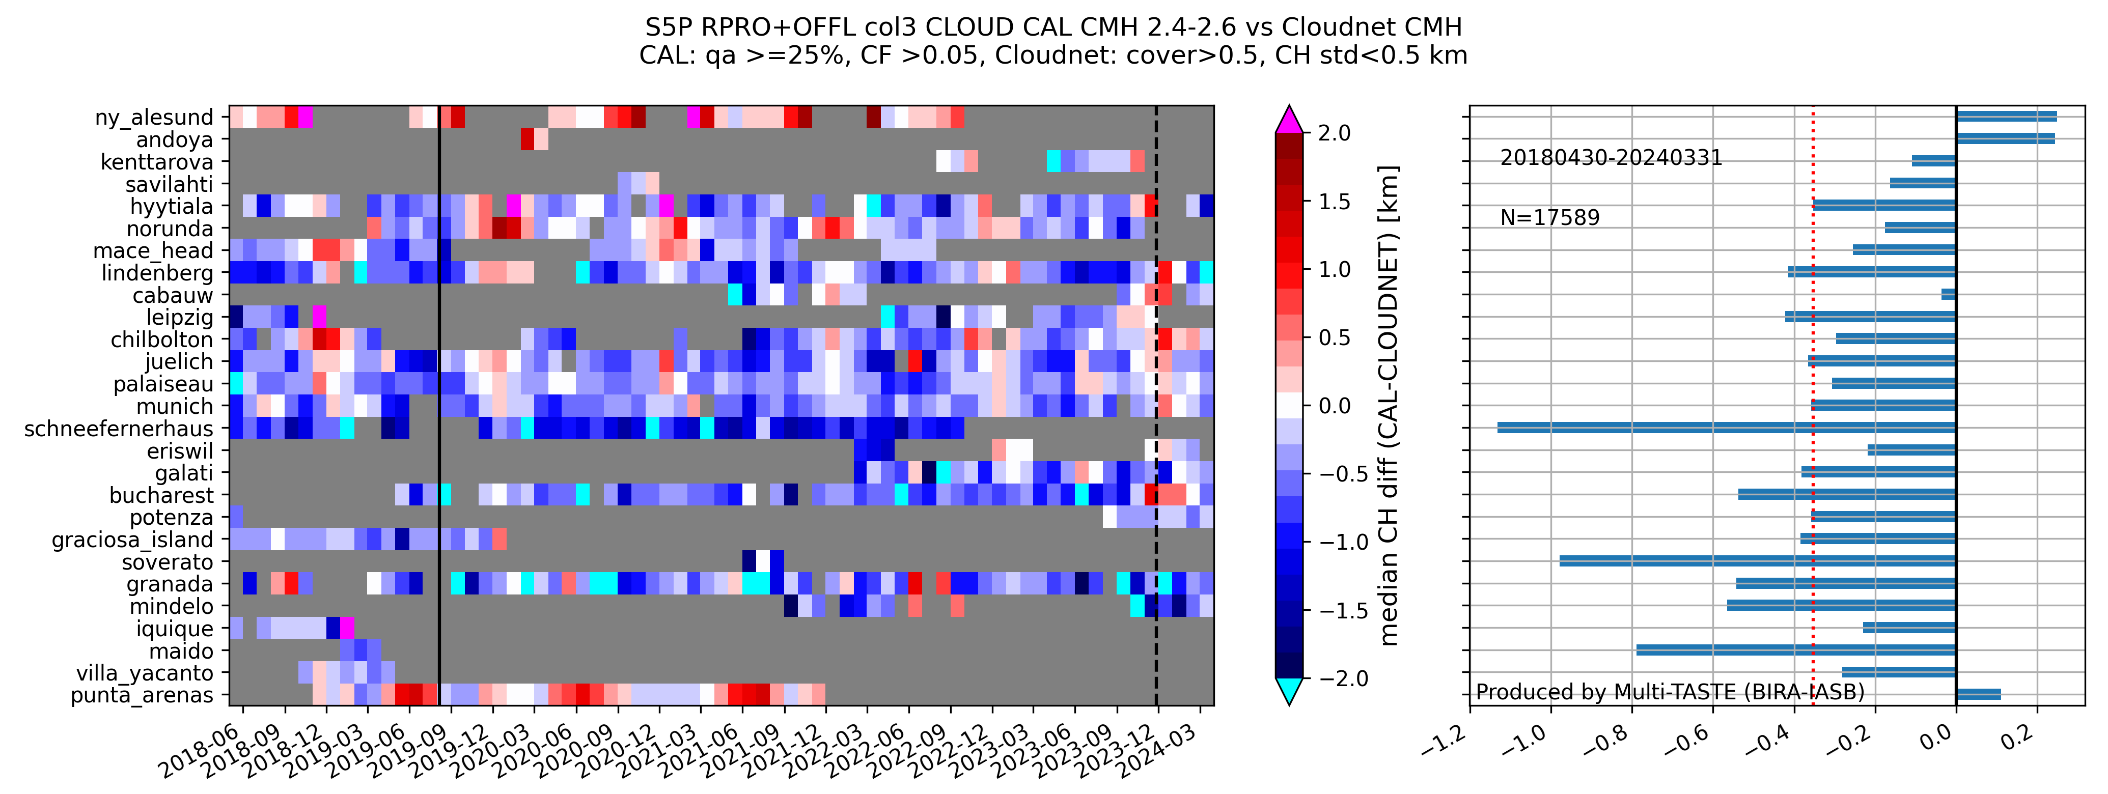 S5P RPRO+OFFL col3 CLOUD CAL CMH 2.4-2.6 vs Cloudnet CMH
CAL: qa >=25%, CF >0.05, Cloudnet: cover>0.5, CH std<0.5 km
ny_alesund
andoya
kenttarova
savilahti
hyytiala
norunda
mace_head
lindenberg
cabauw
leipzig
chilbolton
juelich
palaiseau
munich
schneefernerhaus
eriswil
galati
bucharest
potenza
graciosa_island
soverato
granada
mindelo
iquique
maido
villa_yacanto
punta_arenas
2018-06
2018-09
2018-12
2019-03
2019-06
2019-09
2019-12
2020-03
2020-06
2020-09
2020-12
2021-03
2021-06
2021-09
2021-12
2022-03
2022-06
2022-09
2022-12
2023-03
2023-06
2023-09
2023-12
2024-03
2.0
1.5
1.0
0.5
0.0
−0.5
−1.0
−1.5
−2.0
median CH diff (CAL-CLOUDNET) [km]
20180430-20240331
N=17589
Produced by Multi-TASTE (BIRA-IASB)
−1.2
−1.0
−0.8
−0.6
−0.4
−0.2
0.0
0.2